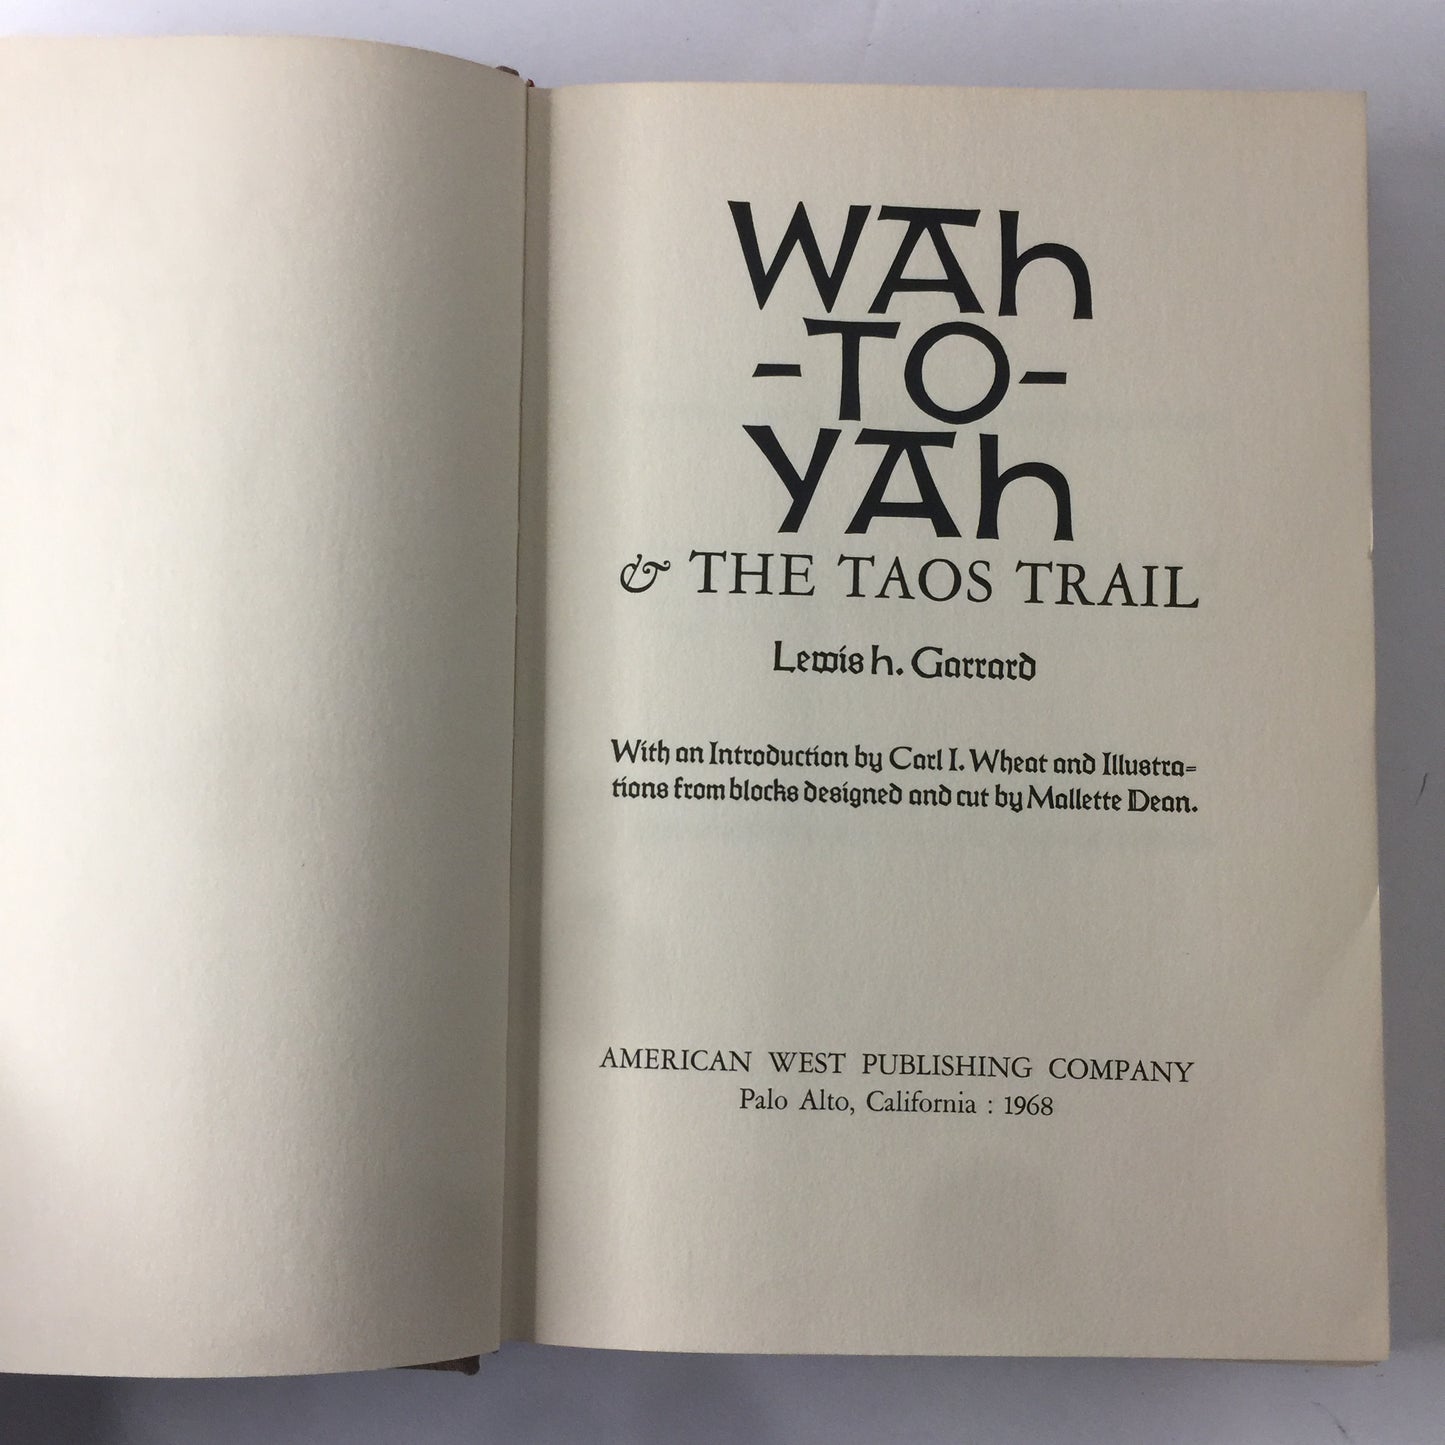 WAh
-TO-
YAh
& THE TAOS TRAIL
Lewis h. Garrard
With an Introduction by Carl I. Wheat and Illustra=
tions from blocks designed and cut by Mallette Dean.
AMERICAN WEST PUBLISHING COMPANY
Palo Alto, California : 1968